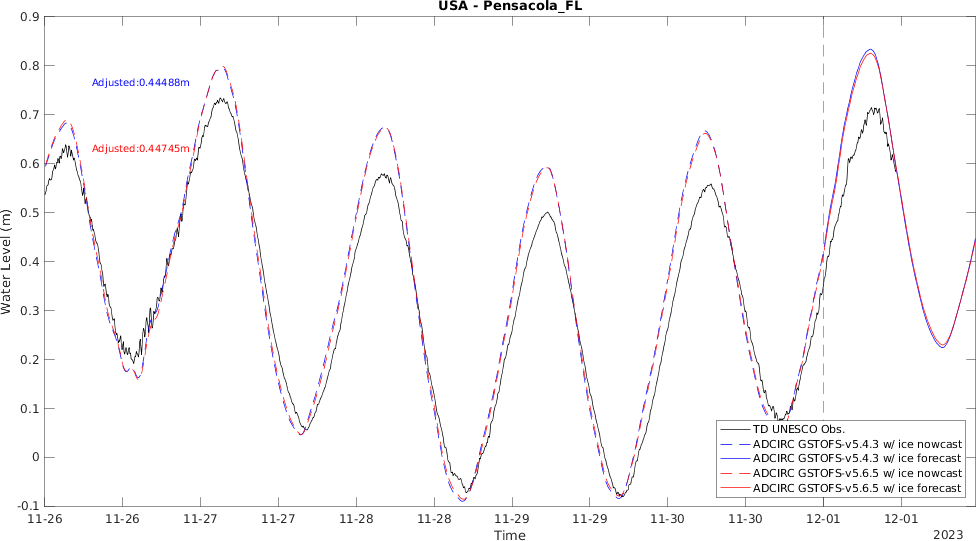 USA - Pensacola_FL
0.9
0.8
0.7
0.6
0.5
0.4
0.3
0.2
0.1
0
-0.1
Water Level (m)
Adjusted:0.44488m
Adjusted:0.44745m
TD UNESCO Obs.
ADCIRC GSTOFS-v5.4.3 w/ ice nowcast
ADCIRC GSTOFS-v5.4.3 w/ ice forecast
ADCIRC GSTOFS-v5.6.5 w/ ice nowcast
ADCIRC GSTOFS-v5.6.5 w/ ice forecast
11-26 11-26 11-27 11-27 11-28 11-28 11-29 11-29 11-30 11-30 12-01 12-01
Time
2023